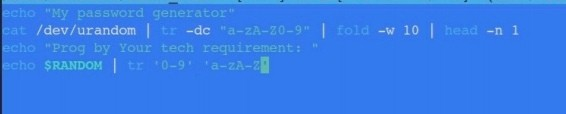 echo "My password generator"
cat /dev/urandom | tr -dc "a-zA-Z0-9" | fold -w 10 | head -n 1
echo "Prog by Your tech requirement: "
echo $RANDOM | tr '0-9' 'a-zA-Z'